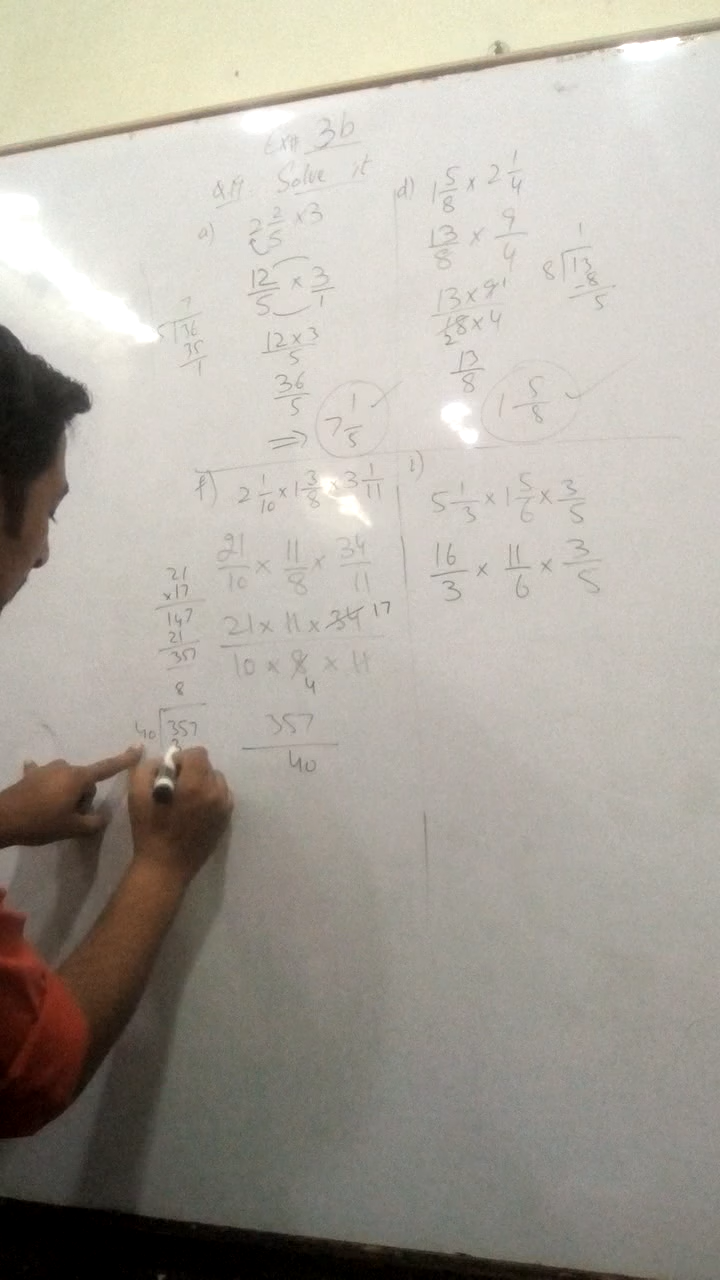 Ex# 3b
Q#1. Solve it
a) 2 2/5 × 3
12/5 × 3/1
12 × 3/5
36/5
⇒ 7 1/5
7
5 36
35
1
d) 1 5/8 × 2 1/4
13/8 × 9/4
13 × 9 1
18 × 4
2
13/8
1 5/8
1
8 13
-8
5
f) 2 1/10 × 1 3/8 × 3 1/11
21/10 × 11/8 × 34/11
21 × 11 × 34 17
10 × 8 × 11
4
357/40
21
×17
147
21
357
8
40 357
i)
5 1/3 × 1 5/6 × 3/5
16/3 × 11/6 × 3/5